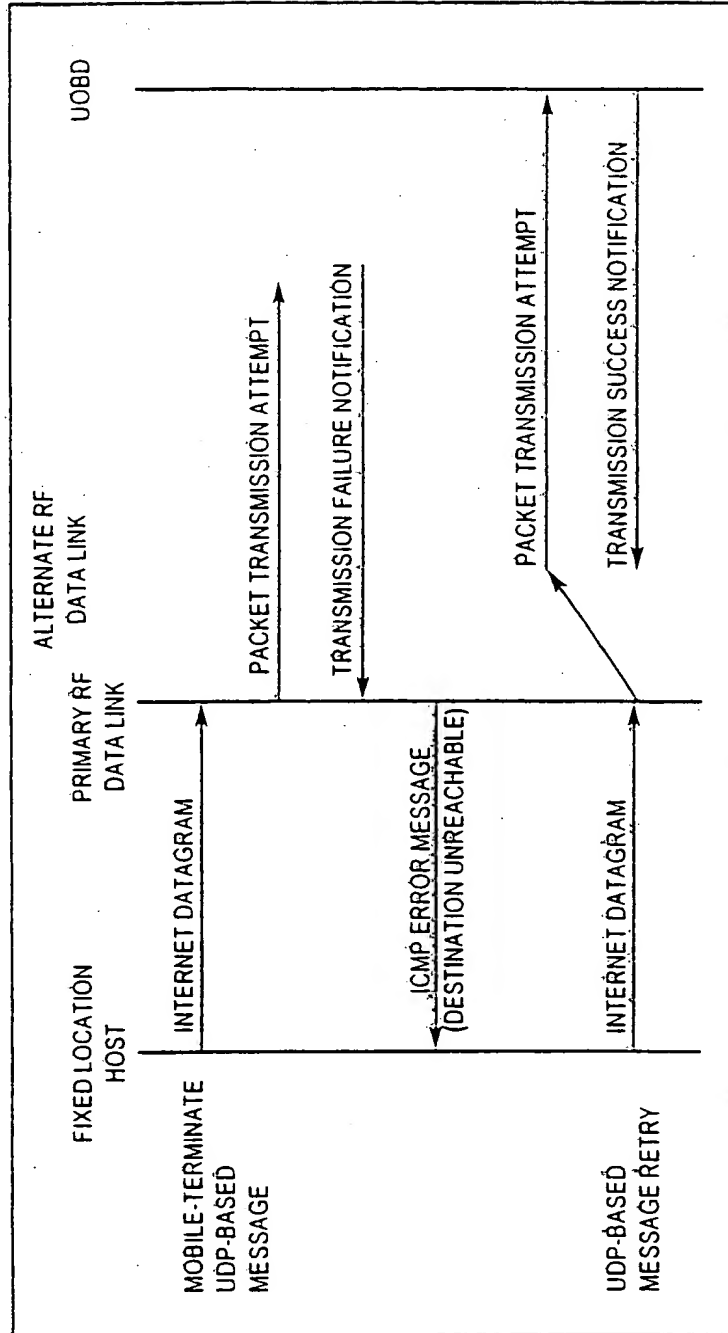 FIXED LOCATION
HOST
PRIMARY RF
DATA LINK
ALTERNATE RF
DATA LINK
UOBD
MOBILE-TERMINATE
UDP-BASED
MESSAGE
INTERNET DATAGRAM
PACKET TRANSMISSION ATTEMPT
TRANSMISSION FAILURE NOTIFICATION
ICMP ERROR MESSAGE
(DESTINATION UNREACHABLE)
UDP-BASED
MESSAGE RETRY
INTERNET DATAGRAM
PACKET TRANSMISSION ATTEMPT
TRANSMISSION SUCCESS NOTIFICATION